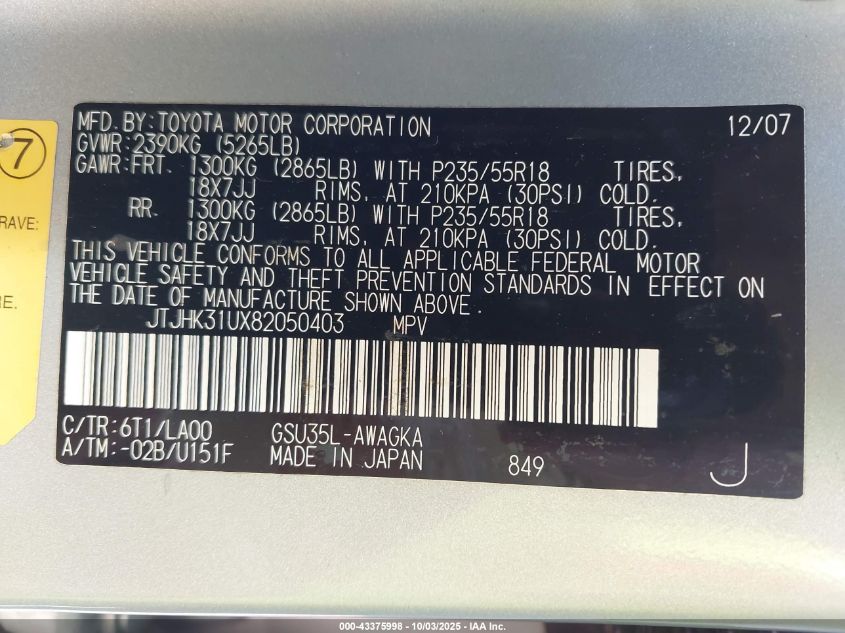 MFD. BY: TOYOTA MOTOR CORPORATION 12/07
GVWR: 2390KG (5265LB)
GAWR: FRT. 1300KG (2865LB) WITH P235/55R18 TIRES,
18X7JJ RIMS, AT 210KPA (30PSI) COLD.
RR. 1300KG (2865LB) WITH P235/55R18 TIRES,
18X7JJ RIMS, AT 210KPA (30PSI) COLD.
THIS VEHICLE CONFORMS TO ALL APPLICABLE FEDERAL MOTOR
VEHICLE SAFETY AND THEFT PREVENTION STANDARDS IN EFFECT ON
THE DATE OF MANUFACTURE SHOWN ABOVE.
JTJHK31UX82050403 MPV
C/TR: 6T1/LA00 GSU35L-AWAGKA
A/TM: -02B/U151F MADE IN JAPAN 849 J
7
RAVE:
RE.
000-43375998 - 10/03/2025 - IAA Inc.